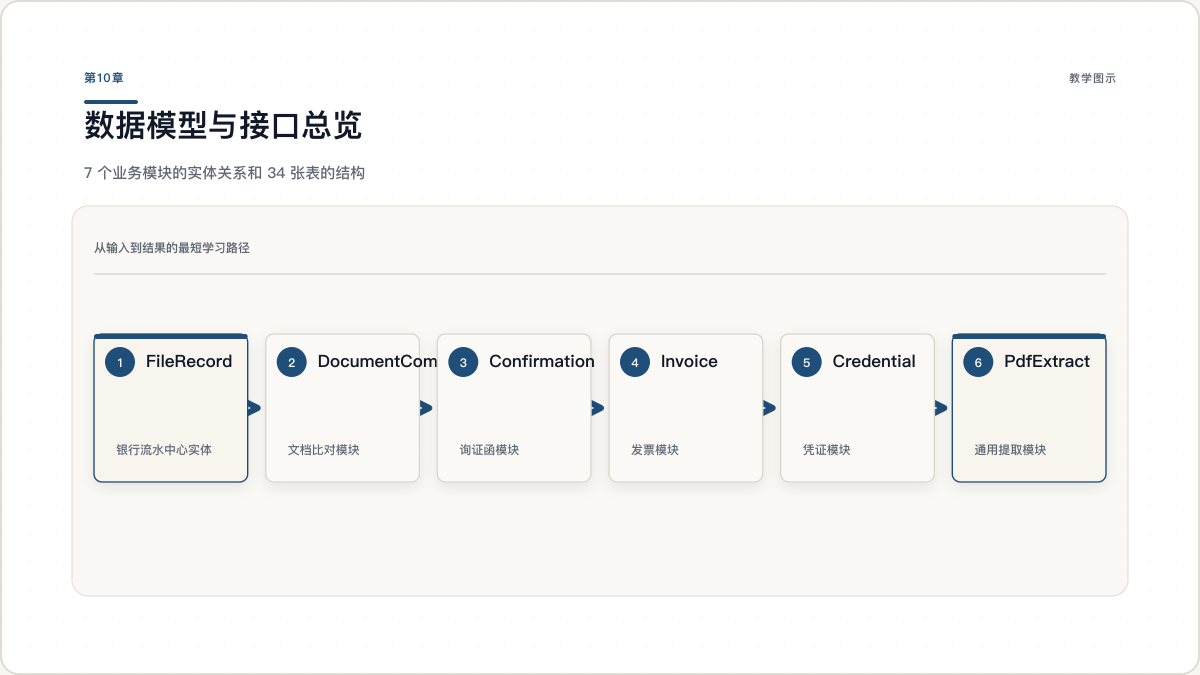 第10章
教学图示
数据模型与接口总览
7 个业务模块的实体关系和 34 张表的结构
从输入到结果的最短学习路径
1 FileRecord
银行流水中心实体
2 DocumentCom
文档比对模块
3 Confirmation
询证函模块
4 Invoice
发票模块
5 Credential
凭证模块
6 PdfExtract
通用提取模块